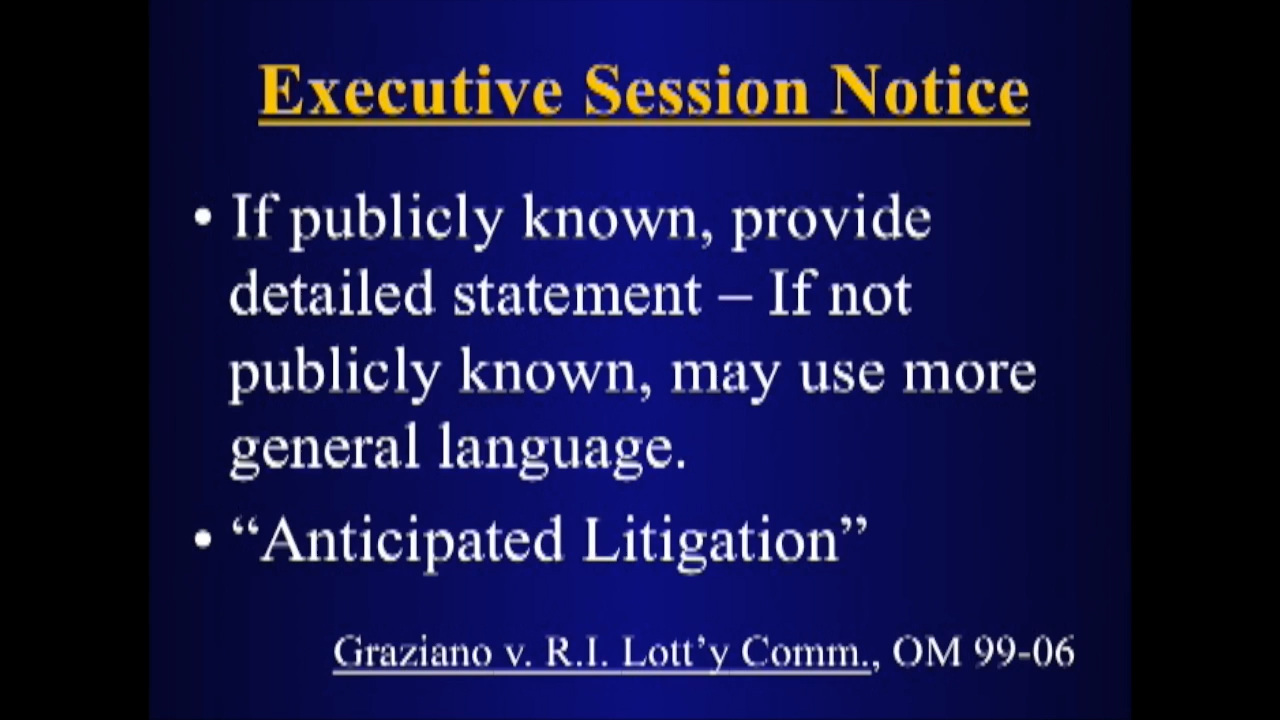 Executive Session Notice
• If publicly known, provide
detailed statement – If not
publicly known, may use more
general language.
• “Anticipated Litigation”
Graziano v. R.I. Lott’y Comm., OM 99-06